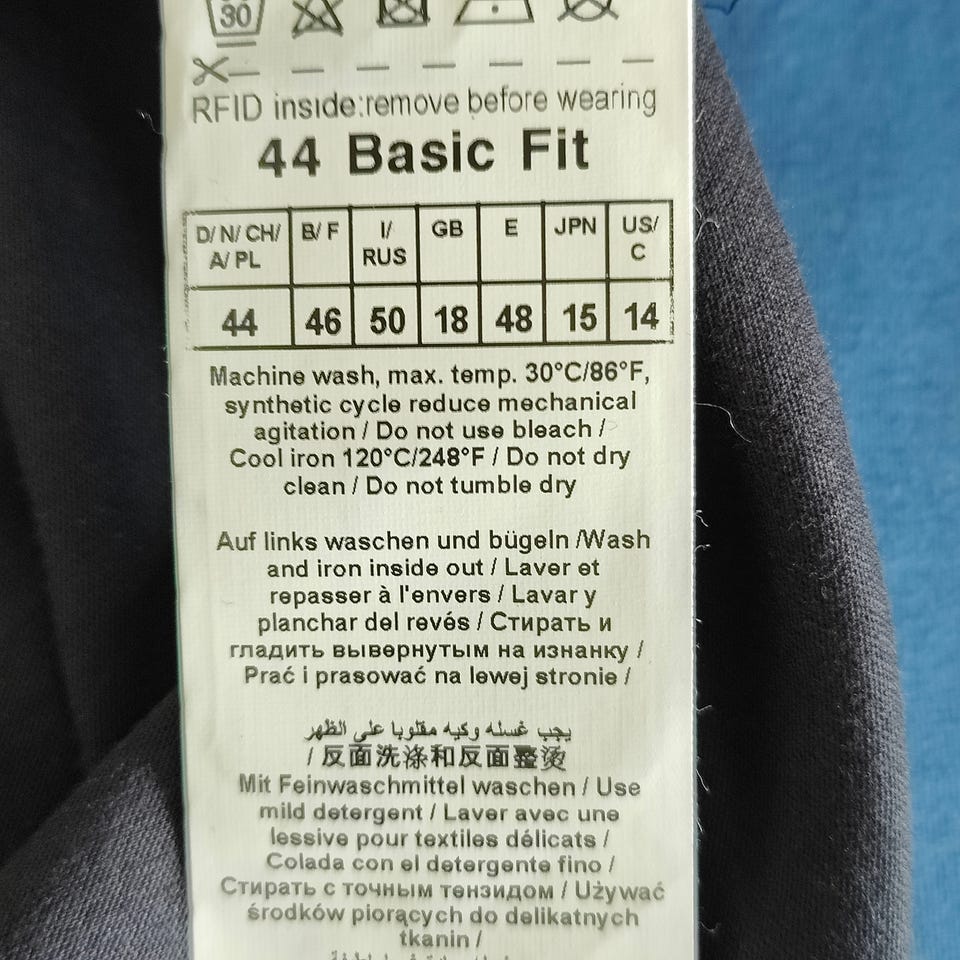 30
RFID inside:remove before wearing
44 Basic Fit
D/ N/ CH/ A/ PL B/ F I/ RUS GB E JPN US/ C
44 46 50 18 48 15 14
Machine wash, max. temp. 30°C/86°F,
synthetic cycle reduce mechanical
agitation / Do not use bleach /
Cool iron 120°C/248°F / Do not dry
clean / Do not tumble dry
Auf links waschen und bügeln /Wash
and iron inside out / Laver et
repasser à l'envers / Lavar y
planchar del revés / Стирать и
гладить вывернутым на изнанку /
Prać i prasować na lewej stronie /
يجب غسله وكيه مقلوبا على الظهر
/ 反面洗涤和反面整烫
Mit Feinwaschmittel waschen / Use
mild detergent / Laver avec une
lessive pour textiles délicats /
Colada con el detergente fino /
Стирать с точным тензидом / Używać
środków piorących do delikatnych
tkanin /